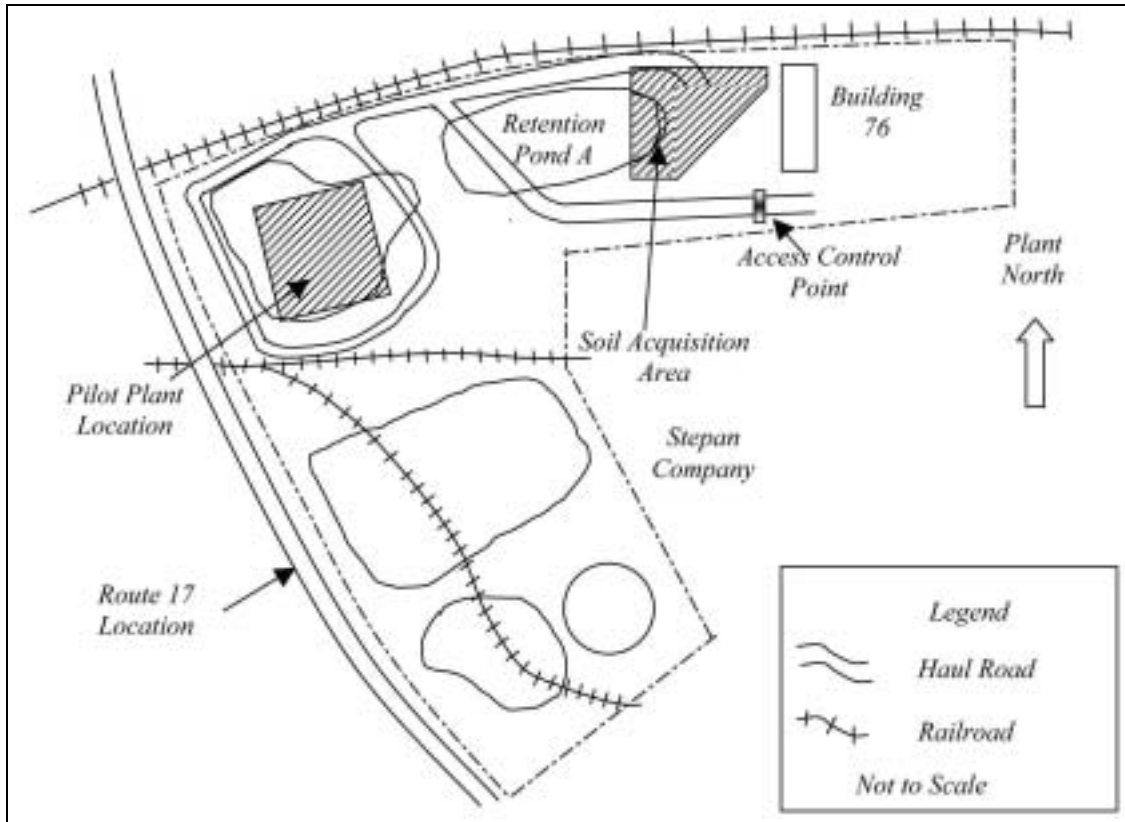 Retention
Pond A
Building
76
Access Control
Point
Plant
North
Soil Acquisition
Area
Pilot Plant
Location
Stepan
Company
Route 17
Location
Legend
Haul Road
Railroad
Not to Scale